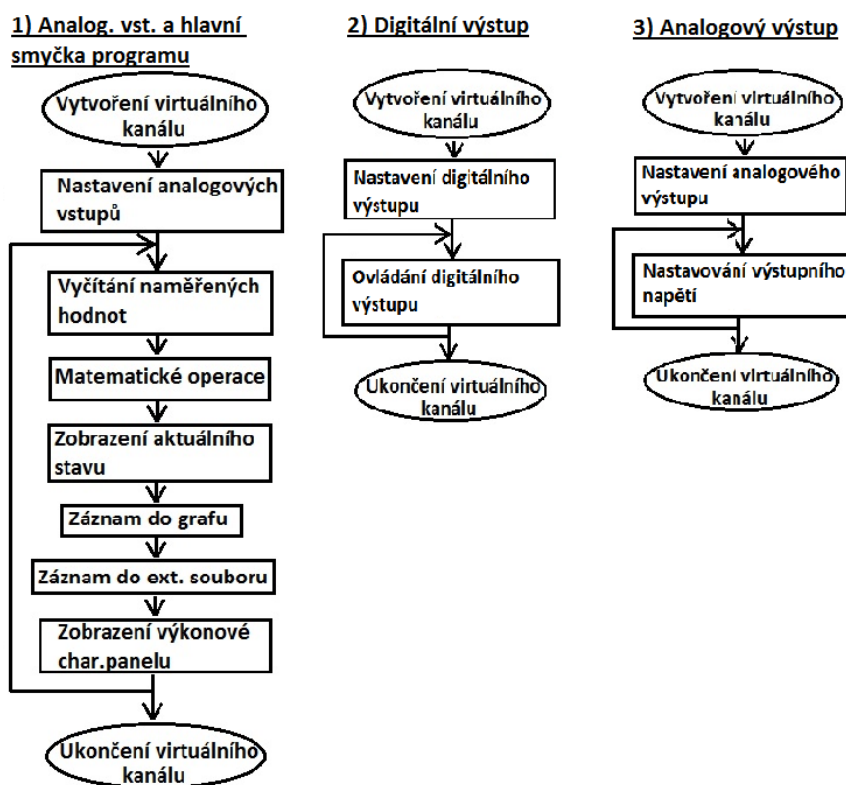 1) Analog. vst. a hlavní
smyčka programu
Vytvoření virtuálního
kanálu
Nastavení analogových
vstupů
Vyčítání naměřených
hodnot
Matematické operace
Zobrazení aktuálního
stavu
Záznam do grafu
Záznam do ext. souboru
Zobrazení výkonové
char.panelu
Ukončení virtuálního
kanálu
2) Digitální výstup
Vytvoření virtuálního
kanálu
Nastavení digitálního
výstupu
Ovládání digitálního
výstupu
Ukončení virtuálního
kanálu
3) Analogový výstup
Vytvoření virtuálního
kanálu
Nastavení analogového
výstupu
Nastavování výstupního
napětí
Ukončení virtuálního
kanálu